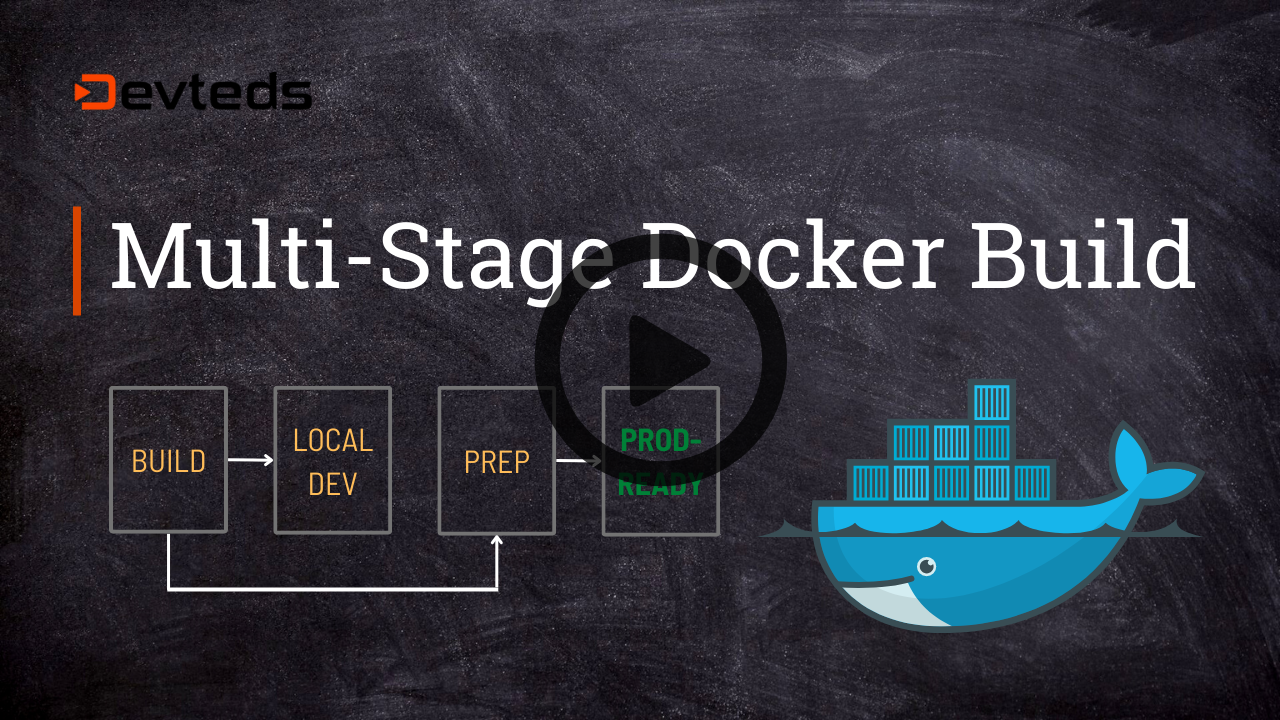 Devteds
Multi-Stage Docker Build
BUILD
LOCAL
DEV
PREP
PROD-
READY